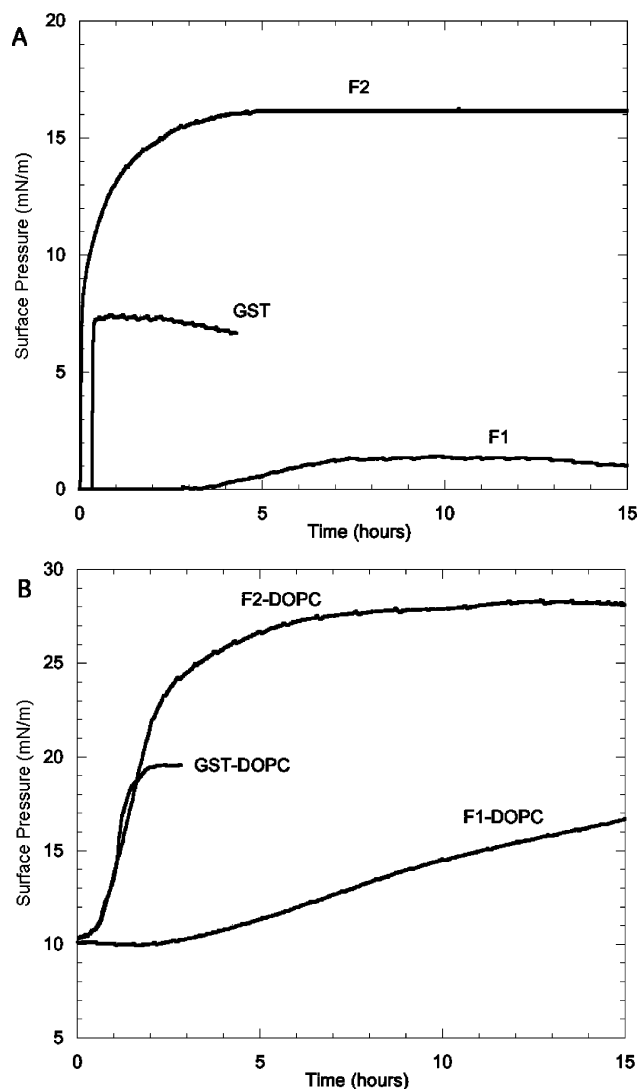 A
20
F2
15
Surface Pressure (mN/m)
10
GST
5
F1
0
0
5
10
15
Time (hours)
B
30
F2-DOPC
25
Surface Pressure (mN/m)
20
GST-DOPC
F1-DOPC
15
10
5
0
5
10
15
Time (hours)